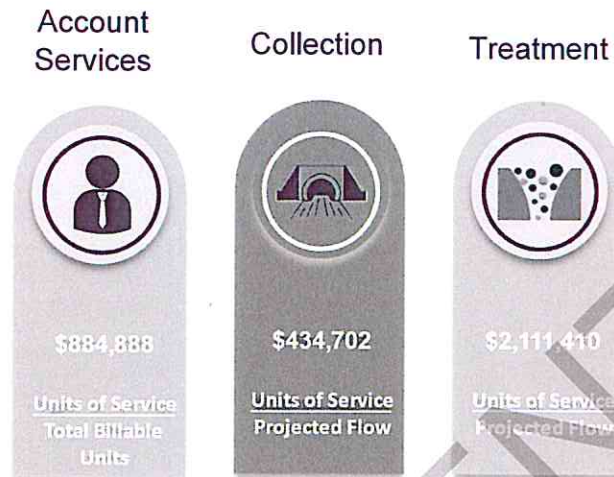 Account
Services
Collection
Treatment
$884,888
$434,702
$2,111,410
Units of Service
Total Billable
Units
Units of Service
Projected Flow
Units of Service
Projected Flow